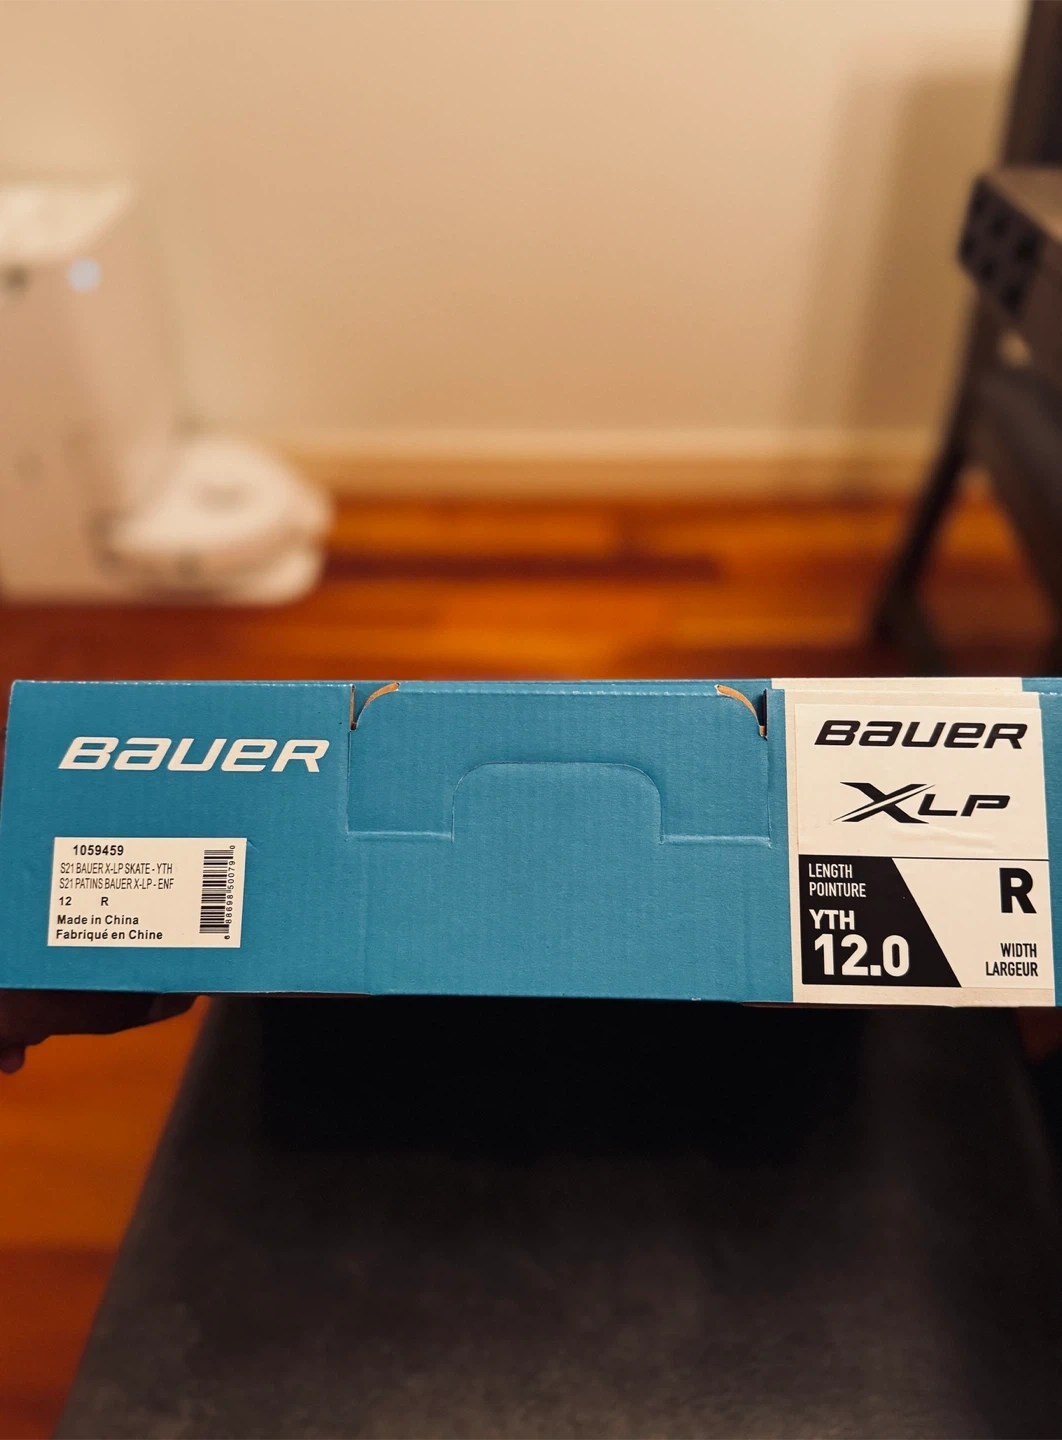 BAUER
1059459
S21 BAUER X-LP SKATE - YTH
S21 PATINS BAUER X-LP - ENF
12 R
Made in China
Fabriqué en Chine
BAUER
XLP
LENGTH
POINTURE
YTH
12.0
R
WIDTH
LARGEUR